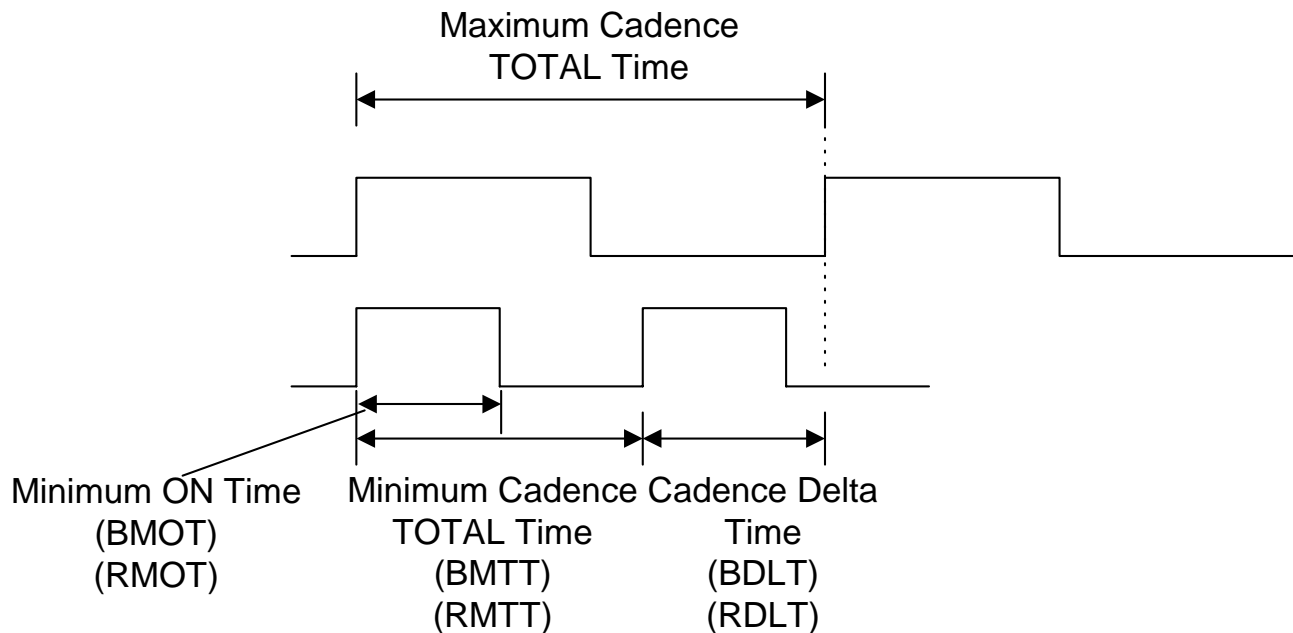 Maximum Cadence
TOTAL Time
Minimum ON Time
(BMOT)
(RMOT)
Minimum Cadence
TOTAL Time
(BMTT)
(RMTT)
Cadence Delta
Time
(BDLT)
(RDLT)